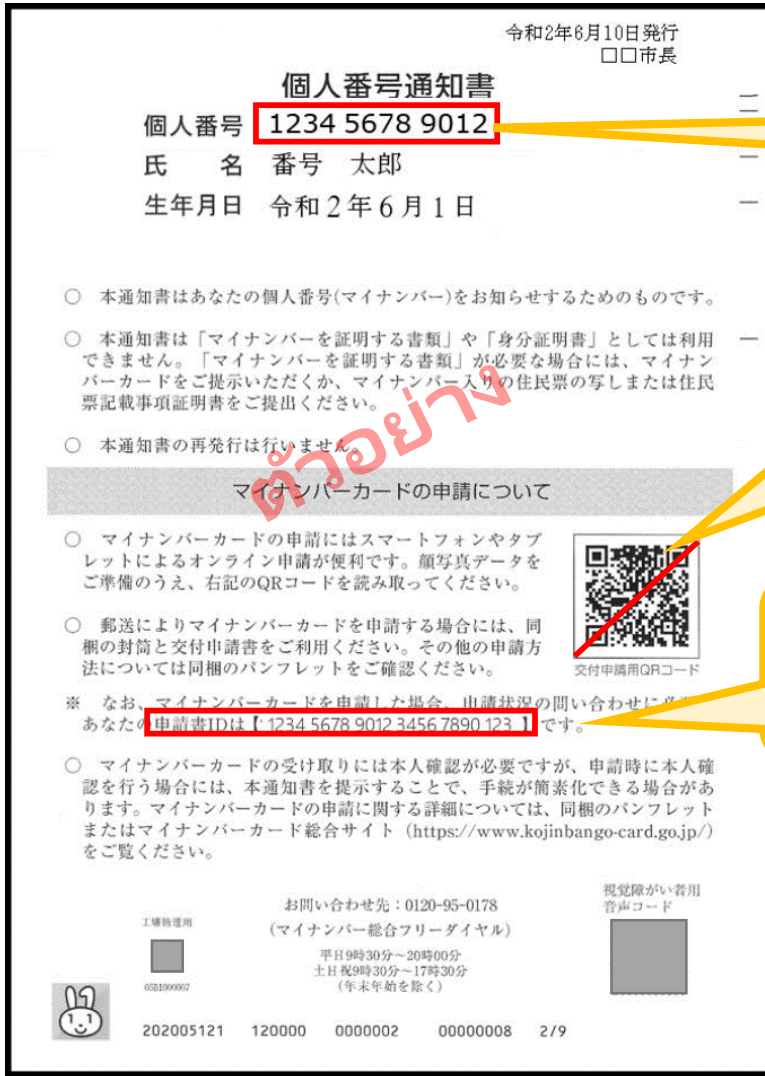 令和2年6月10日発行
□□市長
個人番号通知書
個人番号 1234 5678 9012
氏 名 番号 太郎
生年月日 令和2年6月1日
○ 本通知書はあなたの個人番号(マイナンバー)をお知らせするためのものです。
○ 本通知書は「マイナンバーを証明する書類」や「身分証明書」としては利用
できません。「マイナンバーを証明する書類」が必要な場合には、マイナン
バーカードをご提示いただくか、マイナンバー入りの住民票の写しまたは住民
票記載事項証明書をご提出ください。
○ 本通知書の再発行は行いません。
ตัวอย่าง
マイナンバーカードの申請について
○ マイナンバーカードの申請にはスマートフォンやタブ
レットによるオンライン申請が便利です。顔写真データを
ご準備のうえ、右記のQRコードを読み取ってください。
○ 郵送によりマイナンバーカードを申請する場合には、同
梱の封筒と交付申請書をご利用ください。その他の申請方
法については同梱のパンフレットをご確認ください。
交付申請用QRコード
※ なお、マイナンバーカードを申請した場合、申請状況の問い合わせに
あなたの申請書IDは【 1234 5678 9012 3456 7890 123 】です。
○ マイナンバーカードの受け取りには本人確認が必要ですが、申請時に本人確
認を行う場合には、本通知書を提示することで、手続が簡素化できる場合があ
ります。マイナンバーカードの申請に関する詳細については、同梱のパンフレット
またはマイナンバーカード総合サイト(https://www.kojinbango-card.go.jp/)
をご覧ください。
お問い合わせ先:0120-95-0178
(マイナンバー総合フリーダイヤル)
平日9時30分~20時00分
土日祝9時30分~17時30分
(年末年始を除く)
視覚障がい者用
音声コード
202005121 120000 0000002 00000008 2/9